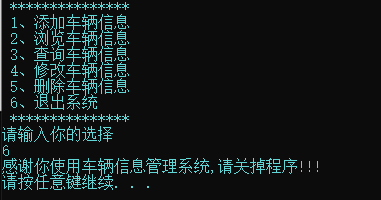 ***************
1、添加车辆信息
2、浏览车辆信息
3、查询车辆信息
4、修改车辆信息
5、删除车辆信息
6、退出系统
***************
请输入你的选择
6
感谢你使用车辆信息管理系统,请关掉程序!!!
请按任意键继续. . .